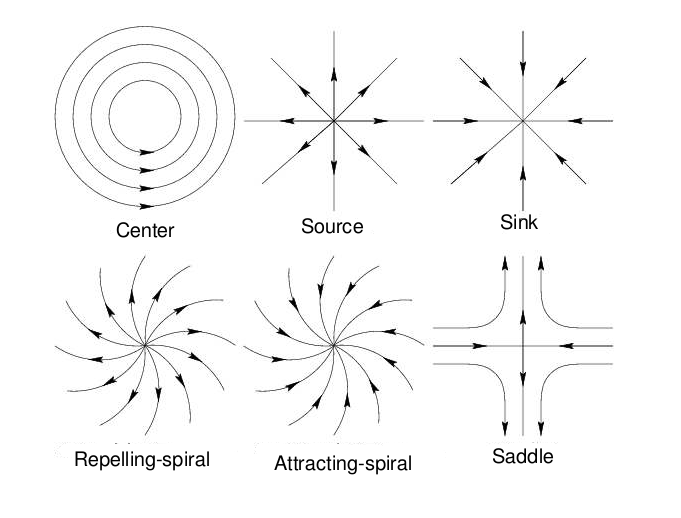 Center
Source
Sink
Repelling-spiral
Attracting-spiral
Saddle